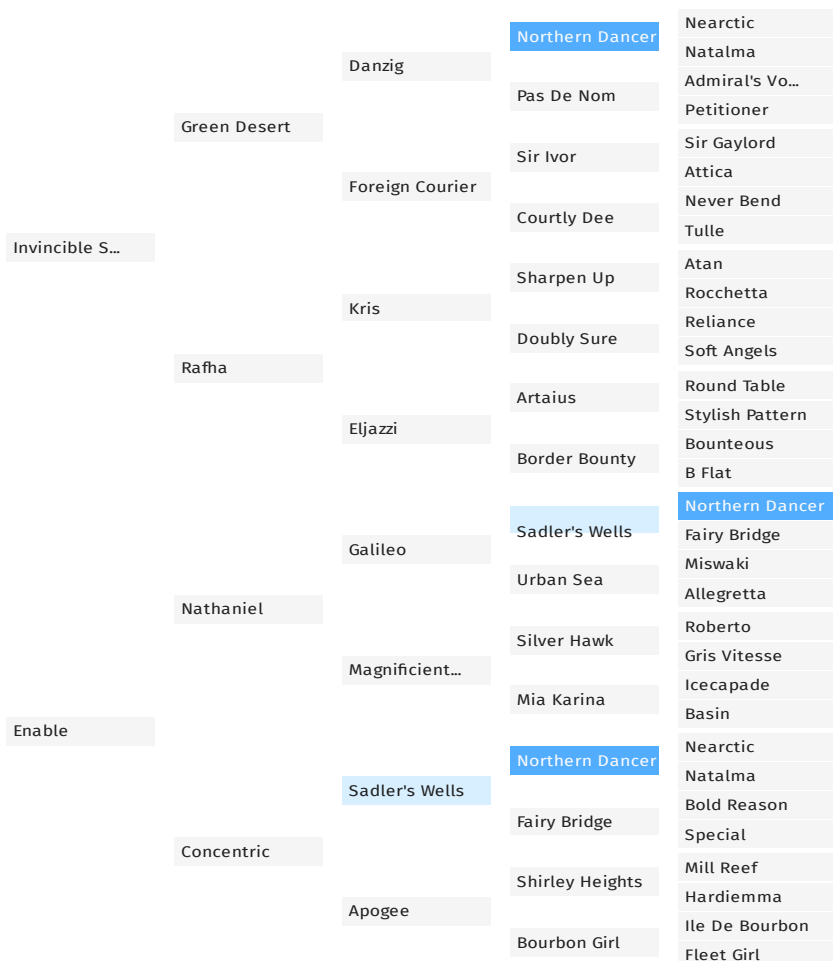 Invincible S...
Enable
Green Desert
Rafha
Nathaniel
Concentric
Danzig
Foreign Courier
Kris
Eljazzi
Galileo
Magnificient...
Sadler's Wells
Apogee
Northern Dancer
Pas De Nom
Sir Ivor
Courtly Dee
Sharpen Up
Doubly Sure
Artaius
Border Bounty
Sadler's Wells
Urban Sea
Silver Hawk
Mia Karina
Northern Dancer
Fairy Bridge
Shirley Heights
Bourbon Girl
Nearctic
Natalma
Admiral's Vo...
Petitioner
Sir Gaylord
Attica
Never Bend
Tulle
Atan
Rocchetta
Reliance
Soft Angels
Round Table
Stylish Pattern
Bounteous
B Flat
Northern Dancer
Fairy Bridge
Miswaki
Allegretta
Roberto
Gris Vitesse
Icecapade
Basin
Nearctic
Natalma
Bold Reason
Special
Mill Reef
Hardiemma
Ile De Bourbon
Fleet Girl